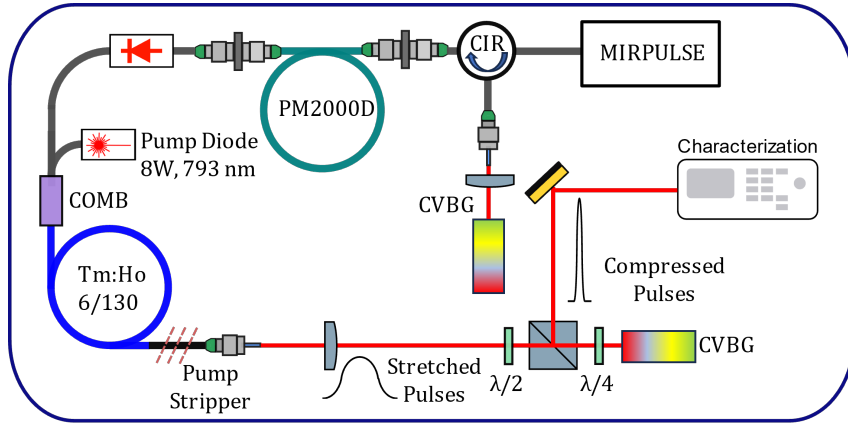 CIR
MIRPULSE
PM2000D
Pump Diode
8W, 793 nm
Characterization
COMB
CVBG
Tm:Ho
6/130
Compressed
Pulses
Pump
Stripper
Stretched
Pulses
λ/2
λ/4
CVBG